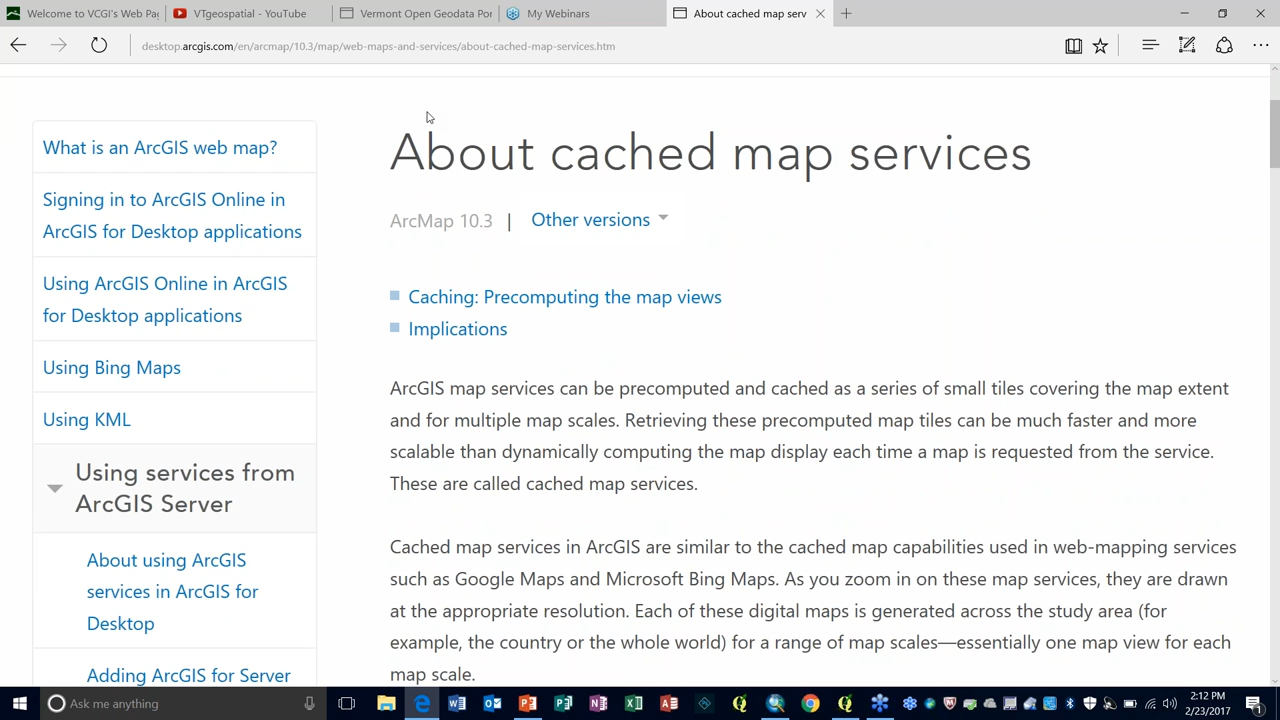 Welcome to VCGI's Web Pag
VTgeospatial - YouTube
Vermont Open Geodata Por
My Webinars
About cached map serv
desktop.arcgis.com/en/arcmap/10.3/map/web-maps-and-services/about-cached-map-services.htm
What is an ArcGIS web map?
Signing in to ArcGIS Online in
ArcGIS for Desktop applications
Using ArcGIS Online in ArcGIS
for Desktop applications
Using Bing Maps
Using KML
Using services from
ArcGIS Server
About using ArcGIS
services in ArcGIS for
Desktop
Adding ArcGIS for Server
About cached map services
ArcMap 10.3 | Other versions
Caching: Precomputing the map views
Implications
ArcGIS map services can be precomputed and cached as a series of small tiles covering the map extent
and for multiple map scales. Retrieving these precomputed map tiles can be much faster and more
scalable than dynamically computing the map display each time a map is requested from the service.
These are called cached map services.
Cached map services in ArcGIS are similar to the cached map capabilities used in web-mapping services
such as Google Maps and Microsoft Bing Maps. As you zoom in on these map services, they are drawn
at the appropriate resolution. Each of these digital maps is generated across the study area (for
example, the country or the whole world) for a range of map scales—essentially one map view for each
map scale.
Ask me anything
2:12 PM
2/23/2017